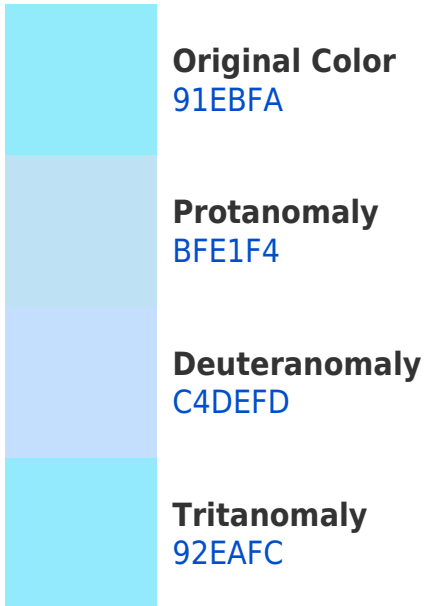 Original Color
91EBFA
Protanomaly
BFE1F4
Deuteranomaly
C4DEFD
Tritanomaly
92EAFC